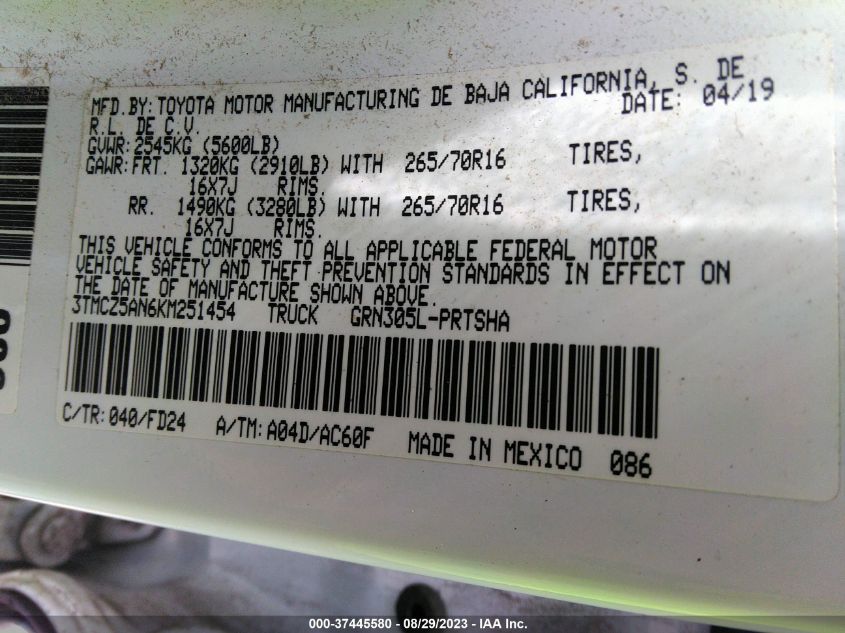 MFD.BY:TOYOTA MOTOR MANUFACTURING DE BAJA CALIFORNIA, S. DE
R.L. DE C.V. DATE: 04/19
GVWR:2545KG (5600LB)
GAWR:FRT. 1320KG (2910LB) WITH 265/70R16 TIRES,
16X7J RIMS.
RR. 1490KG (3280LB) WITH 265/70R16 TIRES,
16X7J RIMS.
THIS VEHICLE CONFORMS TO ALL APPLICABLE FEDERAL MOTOR
VEHICLE SAFETY AND THEFT PREVENTION STANDARDS IN EFFECT ON
THE DATE OF MANUFACTURE SHOWN ABOVE.
3TMCZ5AN6KM251454 TRUCK GRN305L-PRTSHA
C/TR:040/FD24 A/TM:A04D/AC60F MADE IN MEXICO 086
000-37445580 - 08/29/2023 - IAA Inc.